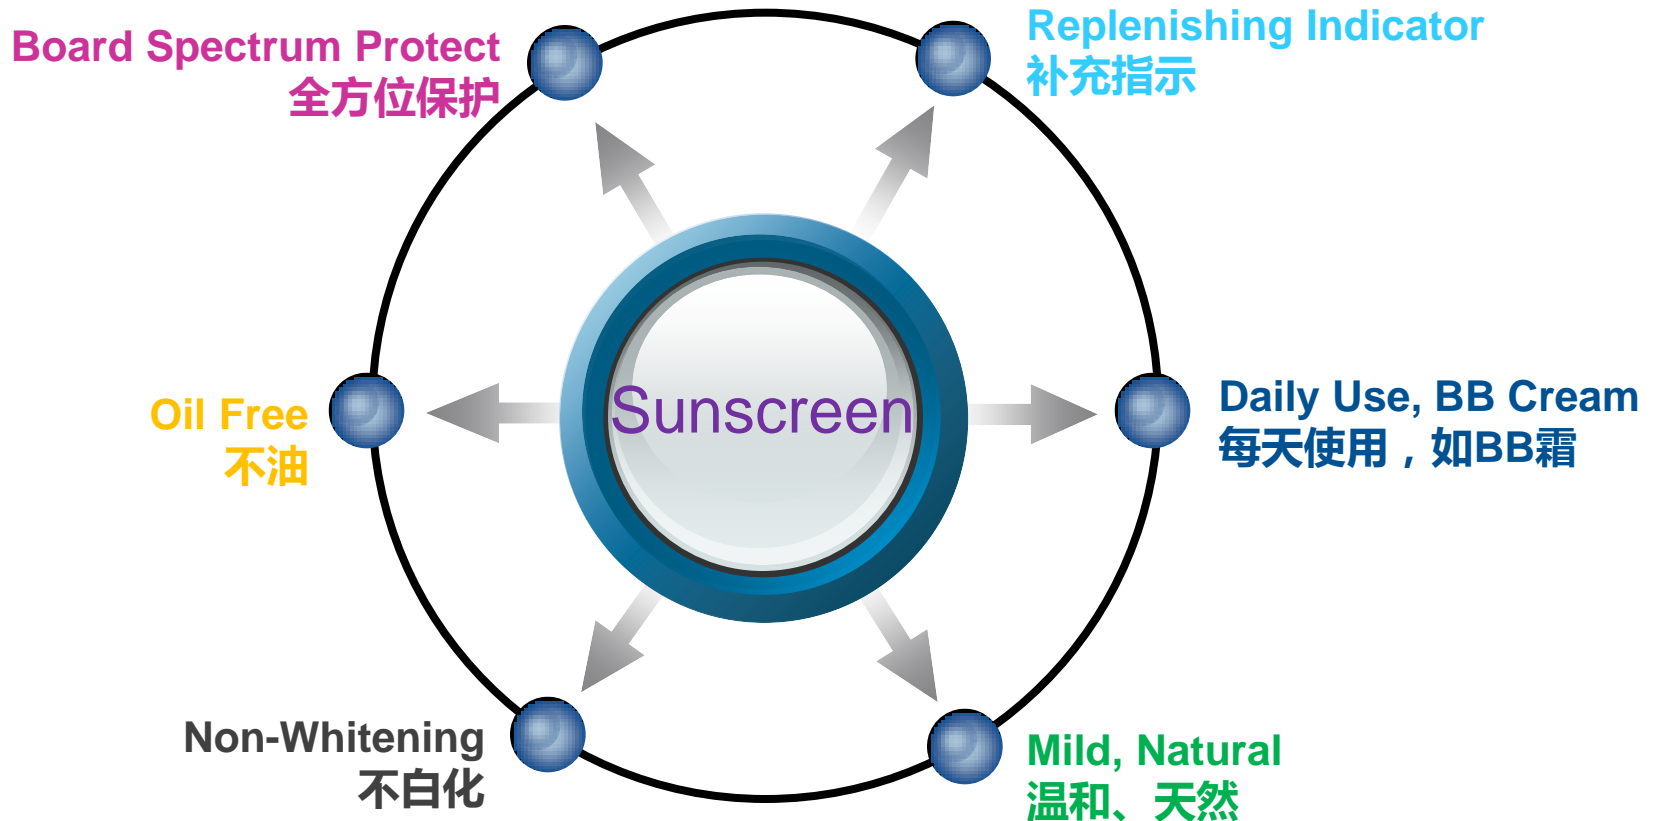 Board Spectrum Protect
全方位保护
Replenishing Indicator
补充指示
Oil Free
不油
Sunscreen
Daily Use, BB Cream
每天使用，如BB霜
Non-Whitening
不白化
Mild, Natural
温和、天然